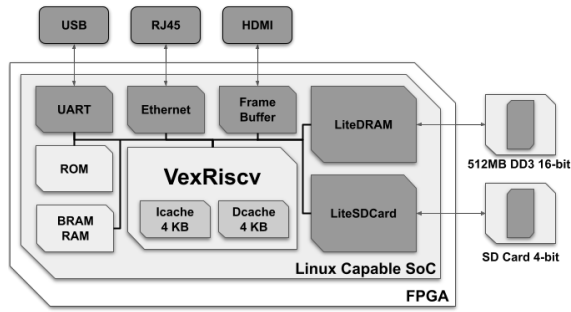 USB
RJ45
HDMI
UART
Ethernet
Frame
Buffer
LiteDRAM
512MB DD3 16-bit
ROM
VexRiscv
Icache
4 KB
Dcache
4 KB
BRAM
RAM
LiteSDCard
SD Card 4-bit
Linux Capable SoC
FPGA